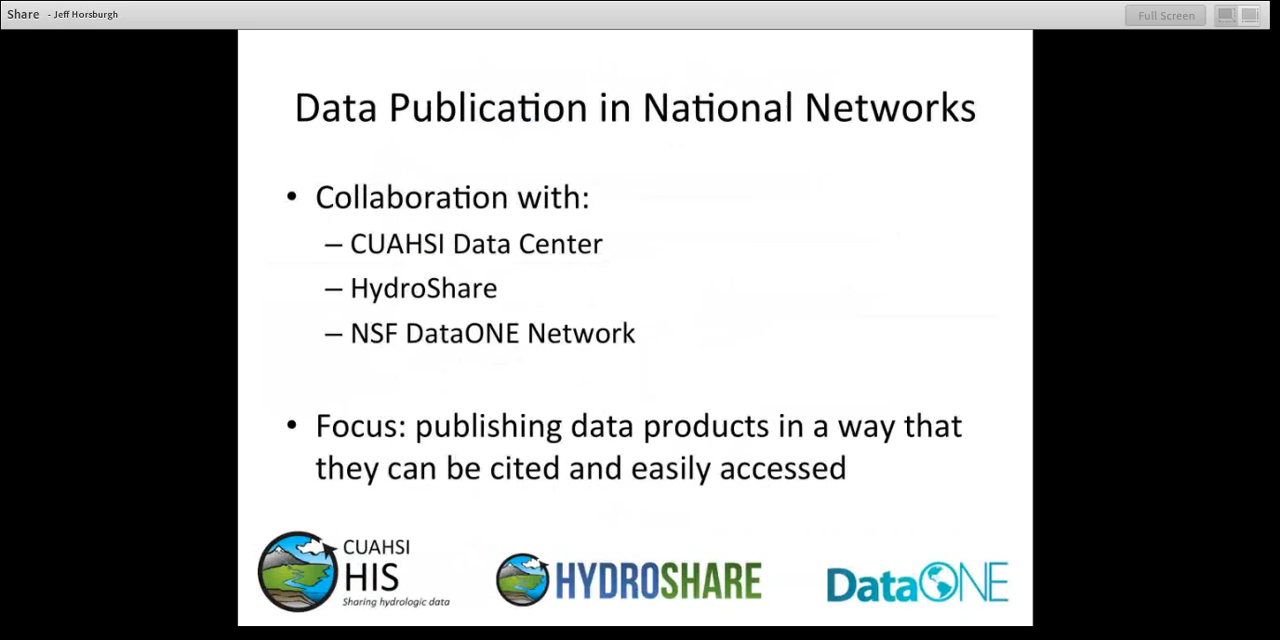 Share - Jeff Horsburgh
Full Screen
Data Publication in National Networks
• Collaboration with:
– CUAHSI Data Center
– HydroShare
– NSF DataONE Network
• Focus: publishing data products in a way that
they can be cited and easily accessed
CUAHSI
HIS
Sharing hydrologic data
HYDROSHARE
DataONE